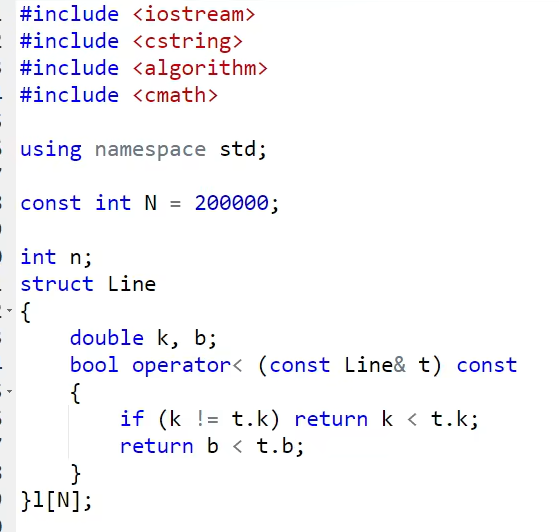 #include <iostream>
#include <cstring>
#include <algorithm>
#include <cmath>
using namespace std;
const int N = 200000;
int n;
struct Line
{
double k, b;
bool operator< (const Line& t) const
{
if (k != t.k) return k < t.k;
return b < t.b;
}
}l[N];